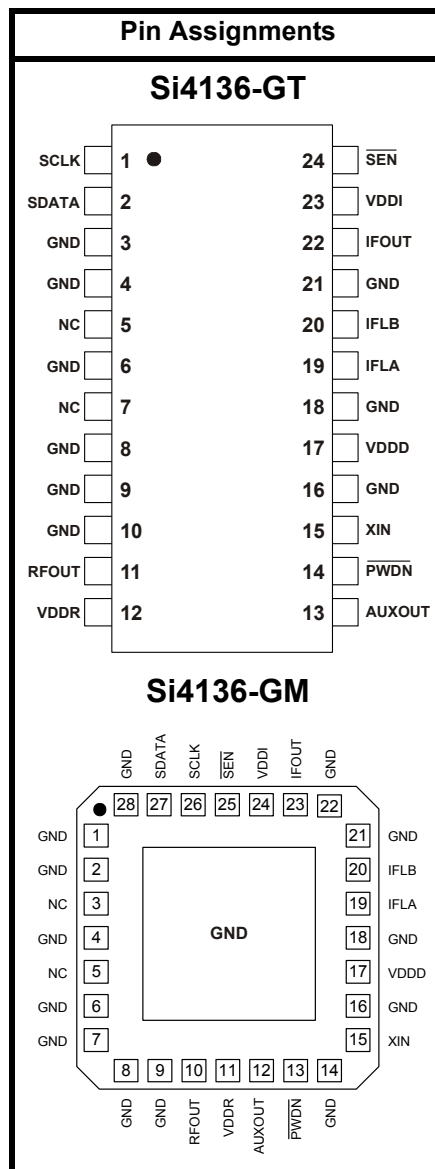 Pin Assignments
Si4136-GT
SCLK 1 24 SEN
SDATA 2 23 VDDI
GND 3 22 IFOUT
GND 4 21 GND
NC 5 20 IFLB
GND 6 19 IFLA
NC 7 18 GND
GND 8 17 VDDD
GND 9 16 GND
GND 10 15 XIN
RFOUT 11 14 PWDN
VDDR 12 13 AUXOUT
Si4136-GM
GND SDATA SCLK SEN VDDI IFOUT GND
28 27 26 25 24 23 22
GND 1 21 GND
GND 2 20 IFLB
NC 3 19 IFLA
GND 4 GND 18 GND
NC 5 17 VDDD
GND 6 16 GND
GND 7 15 XIN
8 9 10 11 12 13 14
GND GND RFOUT VDDR AUXOUT PWDN GND